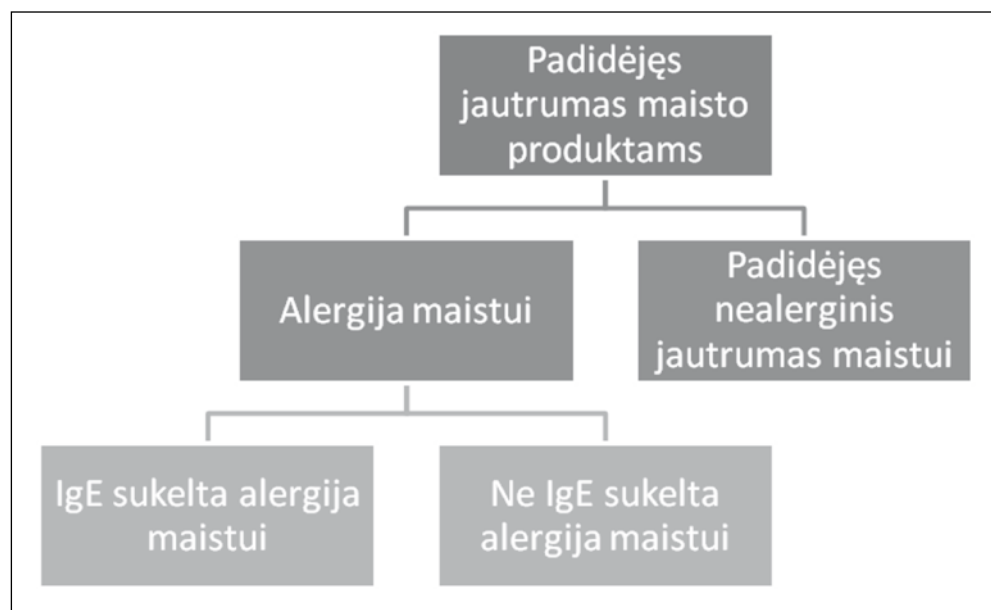 Padidėjęs
jautrumas maisto
produktams
Alergija maistui
Padidėjęs
nealerginis
jautrumas maistui
IgE sukelta alergija
maistui
Ne IgE sukelta
alergija maistui